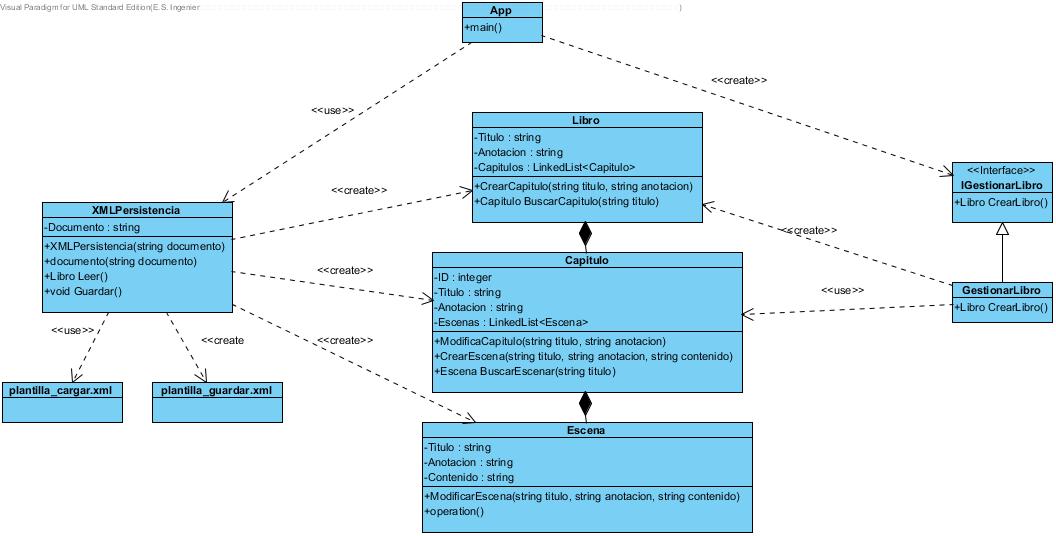 Visual Paradigm for UML Standard Edition(E.S. Ingenier )
App
+main()
<<use>>
<<create>>
Libro
-Titulo : string
-Anotacion : string
-Capitulos : LinkedList<Capitulo>
+CrearCapitulo(string titulo, string anotacion)
+Capitulo BuscarCapitulo(string titulo)
<<Interface>>
IGestionarLibro
+Libro CrearLibro()
<<create>>
XMLPersistencia
-Documento : string
+XMLPersistencia(string documento)
+documento(string documento)
+Libro Leer()
+void Guardar()
<<create>>
<<create>>
Capitulo
-ID : integer
-Titulo : string
-Anotacion : string
-Escenas : LinkedList<Escena>
+ModificaCapitulo(string titulo, string anotacion)
+CrearEscena(string titulo, string anotacion, string contenido)
+Escena BuscarEscenar(string titulo)
<<use>>
GestionarLibro
+Libro CrearLibro()
<<use>>
<<create
<<create>>
plantilla_cargar.xml
plantilla_guardar.xml
Escena
-Titulo : string
-Anotacion : string
-Contenido : string
+ModificarEscena(string titulo, string anotacion, string contenido)
+operation()